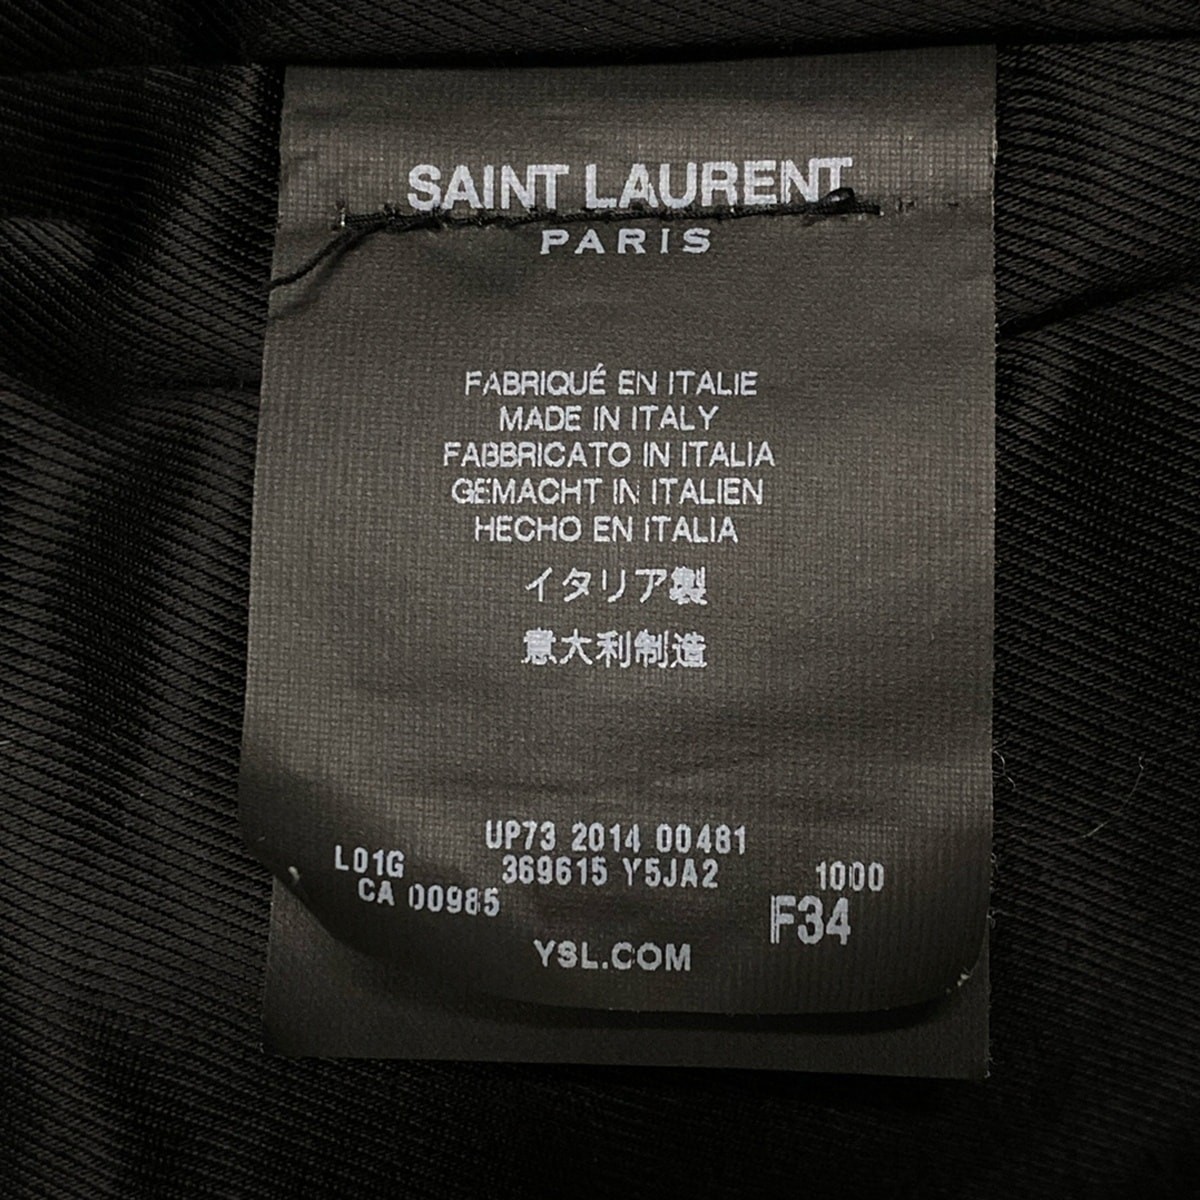 SAINT LAURENT
PARIS
FABRIQUÉ EN ITALIE
MADE IN ITALY
FABBRICATO IN ITALIA
GEMACHT IN ITALIEN
HECHO EN ITALIA
イタリア製
意大利制造
UP73 2014 00481
L01G 369615 Y5JA2 1000
CA 00985 F34
YSL.COM